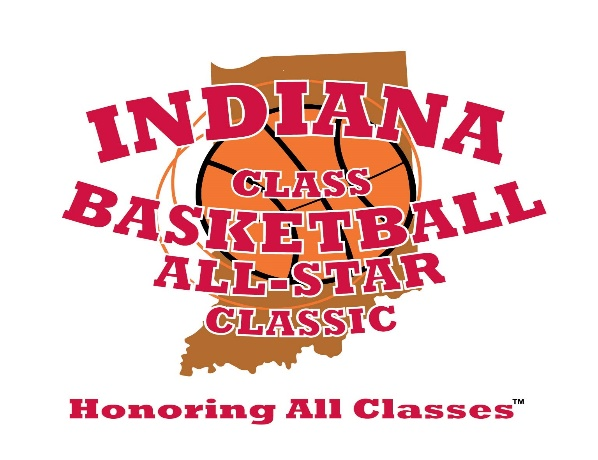 INDIANA
CLASS
BASKETBALL
ALL-STAR
CLASSIC
Honoring All Classes™